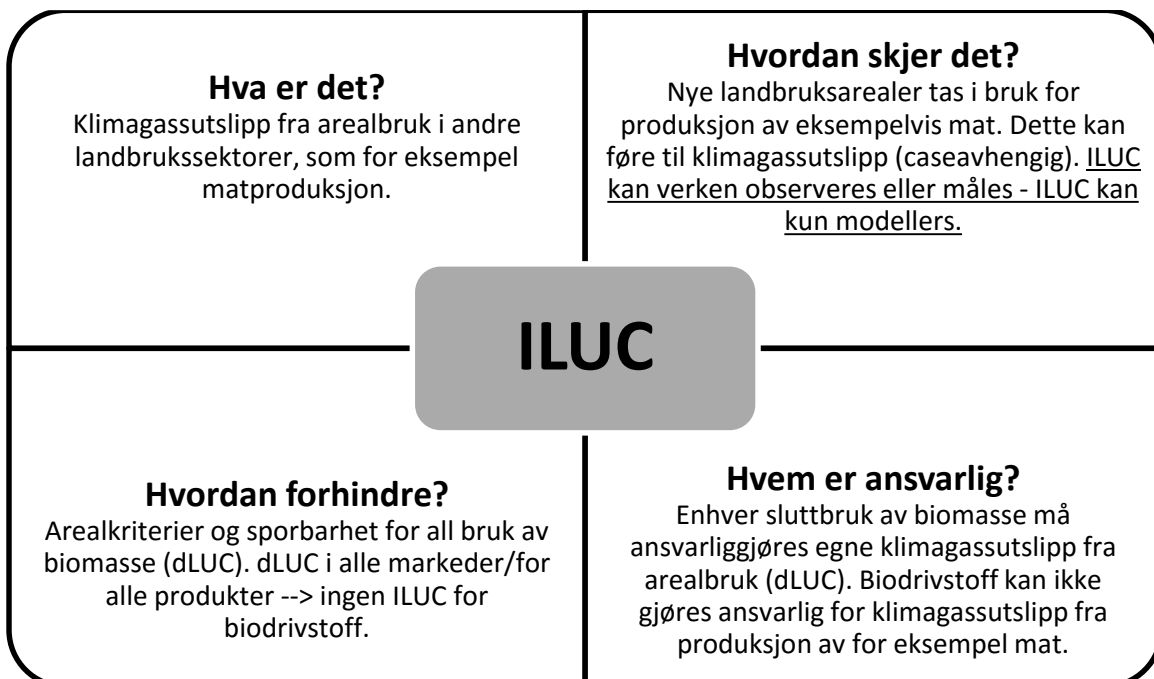 Hva er det?
Klimagassutslipp fra arealbruk i andre
landbrukssektorer, som for eksempel
matproduksjon.
Hvordan skjer det?
Nye landbruksarealer tas i bruk for
produksjon av eksempelvis mat. Dette kan
føre til klimagassutslipp (caseavhengig). ILUC
kan verken observeres eller måles - ILUC kan
kun modellers.
ILUC
Hvordan forhindre?
Arealkriterier og sporbarhet for all bruk av
biomasse (dLUC). dLUC i alle markeder/for
alle produkter --> ingen ILUC for
biodrivstoff.
Hvem er ansvarlig?
Enhver sluttbruk av biomasse må
ansvarliggjøres egne klimagassutslipp fra
arealbruk (dLUC). Biodrivstoff kan ikke
gjøres ansvarlig for klimagassutslipp fra
produksjon av for eksempel mat.